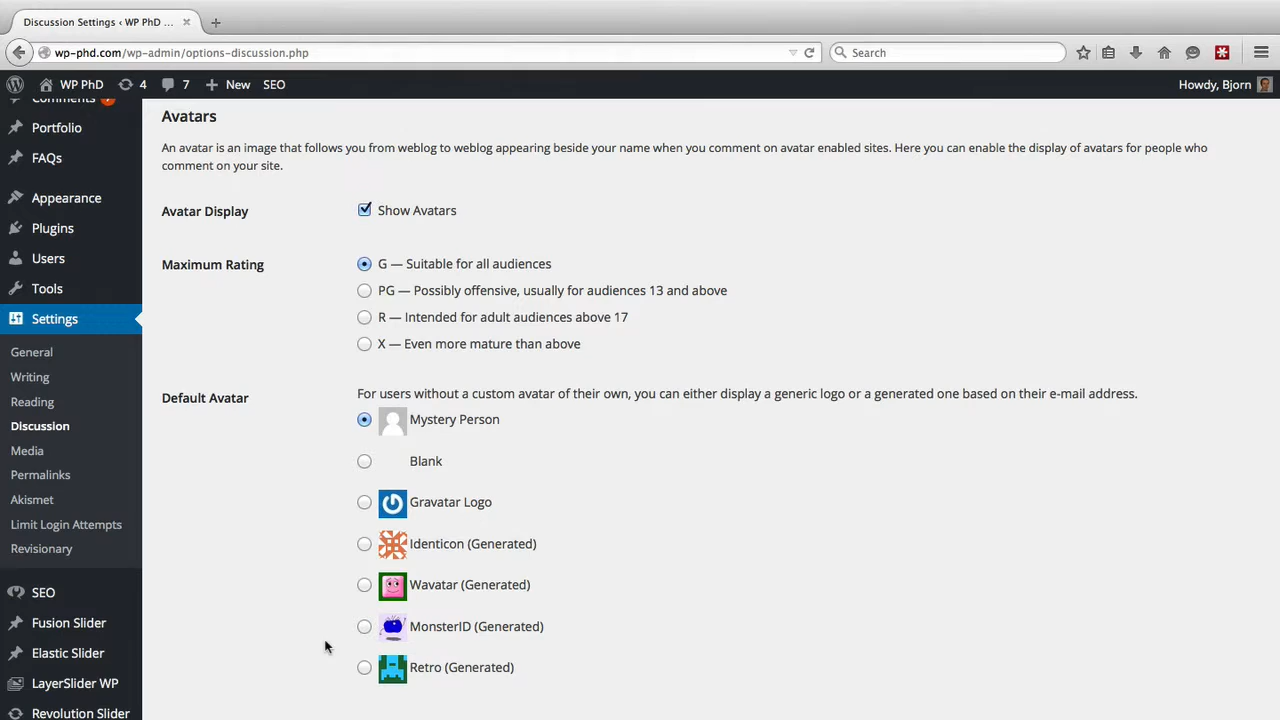 Discussion Settings ‹ WP PhD ...
wp-phd.com/wp-admin/options-discussion.php
Search
WP PhD
4
7
New
SEO
Howdy, Bjorn
Comments
Portfolio
FAQs
Appearance
Plugins
Users
Tools
Settings
General
Writing
Reading
Discussion
Media
Permalinks
Akismet
Limit Login Attempts
Revisionary
SEO
Fusion Slider
Elastic Slider
LayerSlider WP
Revolution Slider
Avatars
An avatar is an image that follows you from weblog to weblog appearing beside your name when you comment on avatar enabled sites. Here you can enable the display of avatars for people who
comment on your site.
Avatar Display
Show Avatars
Maximum Rating
G — Suitable for all audiences
PG — Possibly offensive, usually for audiences 13 and above
R — Intended for adult audiences above 17
X — Even more mature than above
Default Avatar
For users without a custom avatar of their own, you can either display a generic logo or a generated one based on their e-mail address.
Mystery Person
Blank
Gravatar Logo
Identicon (Generated)
Wavatar (Generated)
MonsterID (Generated)
Retro (Generated)